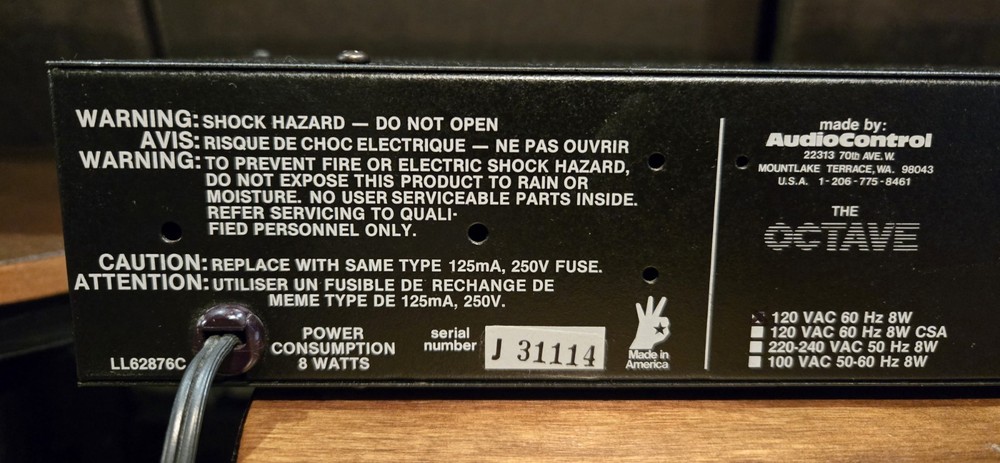 WARNING: SHOCK HAZARD — DO NOT OPEN
AVIS: RISQUE DE CHOC ELECTRIQUE — NE PAS OUVRIR
WARNING: TO PREVENT FIRE OR ELECTRIC SHOCK HAZARD,
DO NOT EXPOSE THIS PRODUCT TO RAIN OR
MOISTURE. NO USER SERVICEABLE PARTS INSIDE.
REFER SERVICING TO QUALI-
FIED PERSONNEL ONLY.
CAUTION: REPLACE WITH SAME TYPE 125mA, 250V FUSE.
ATTENTION: UTILISER UN FUSIBLE DE RECHANGE DE
MEME TYPE DE 125mA, 250V.
LL62876C
POWER
CONSUMPTION
8 WATTS
serial
number
J 31114
Made in
America
made by:
AudioControl
22313 70th AVE. W.
MOUNTLAKE TERRACE, WA. 98043
U.S.A. 1-206-775-8461
THE
OCTAVE
120 VAC 60 Hz 8W
120 VAC 60 Hz 8W CSA
220-240 VAC 50 Hz 8W
100 VAC 50-60 Hz 8W